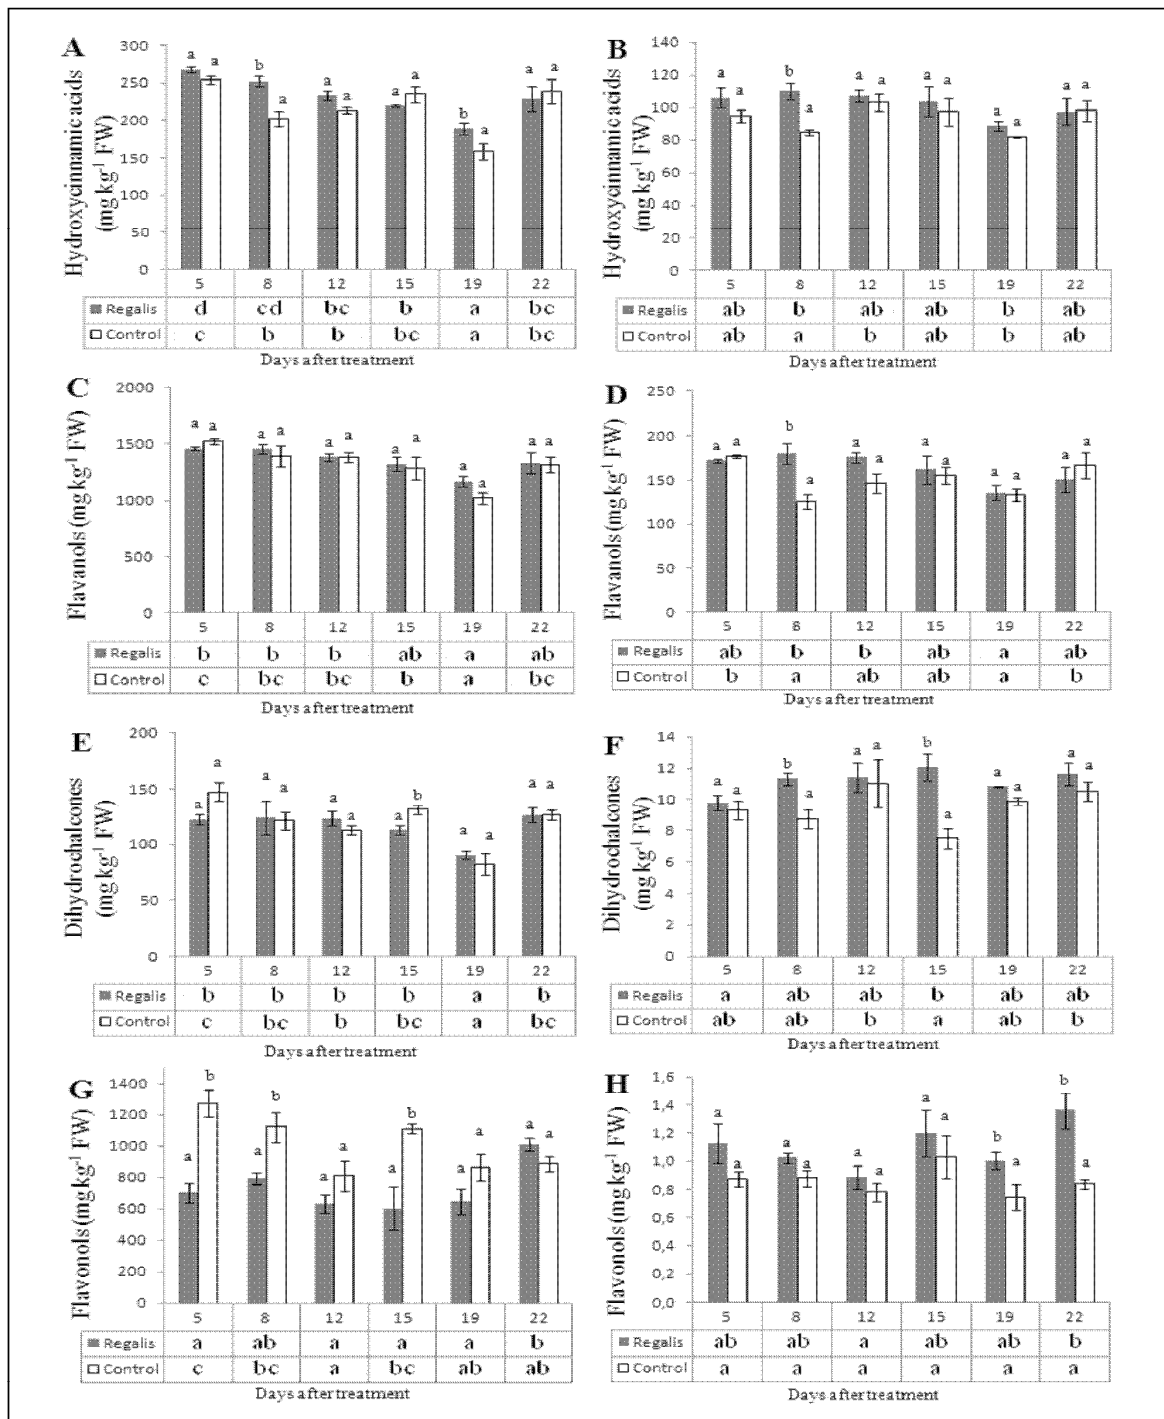 A
Hydroxycinnamic acids
(mg kg-1 FW)
300
250
200
150
100
50
0
a a b a a a a a b a a a
5 8 12 15 19 22
Regalis d cd bc b a bc
Control c b b bc a bc
Days after treatment
B
Hydroxycinnamic acids
(mg kg-1 FW)
140
120
100
80
60
40
20
0
a a b a a a a a a a a a
5 8 12 15 19 22
Regalis ab b ab ab b ab
Control ab a b ab b ab
Days after treatment
C
Flavanols (mg kg-1 FW)
2000
1500
1000
500
0
a a a a a a a a a a a a
5 8 12 15 19 22
Regalis b b b ab a ab
Control c bc bc b a bc
Days after treatment
D
Flavanols (mg kg-1 FW)
250
200
150
100
50
0
a a b a a a a a a a a a
5 8 12 15 19 22
Regalis ab b b ab a ab
Control b a ab ab a b
Days after treatment
E
Dihydrochalcones
(mg kg-1 FW)
200
150
100
50
0
a a a a a a a b a a a a
5 8 12 15 19 22
Regalis b b b b a b
Control c bc b bc a bc
Days after treatment
F
Dihydrochalcones
(mg kg-1 FW)
14
12
10
8
6
4
2
0
a a b a a a b a a a a a
5 8 12 15 19 22
Regalis a ab ab b ab ab
Control ab ab b a ab b
Days after treatment
G
Flavonols (mg kg-1 FW)
1400
1200
1000
800
600
400
200
0
a b a b a a a b a a a a
5 8 12 15 19 22
Regalis a ab a a a b
Control c bc a bc ab ab
Days after treatment
H
Flavonols (mg kg-1 FW)
1,6
1,4
1,2
1,0
0,8
0,6
0,4
0,2
0,0
a a a a a a a a b a b a
5 8 12 15 19 22
Regalis ab ab a ab ab b
Control a a a a a a
Days after treatment